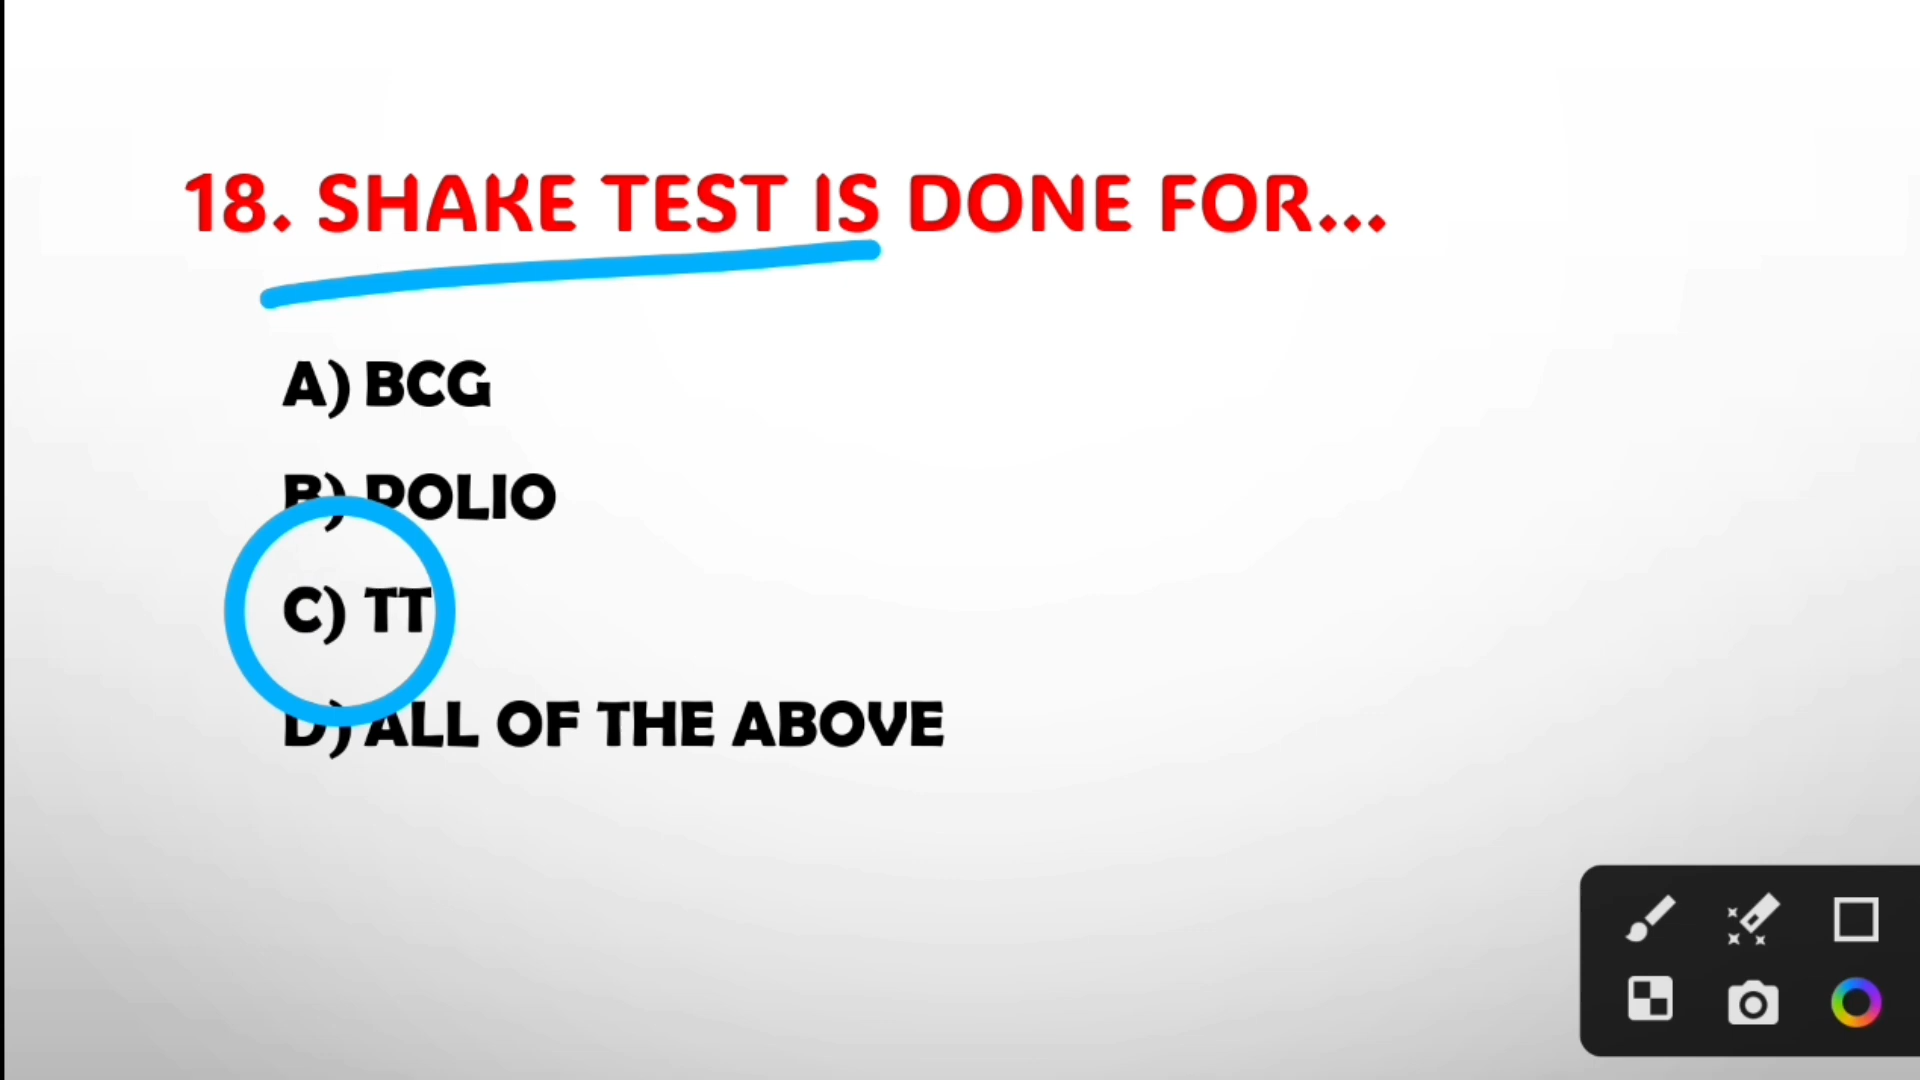 18. SHAKE TEST IS DONE FOR...
A) BCG
B) POLIO
C) TT
D) ALL OF THE ABOVE